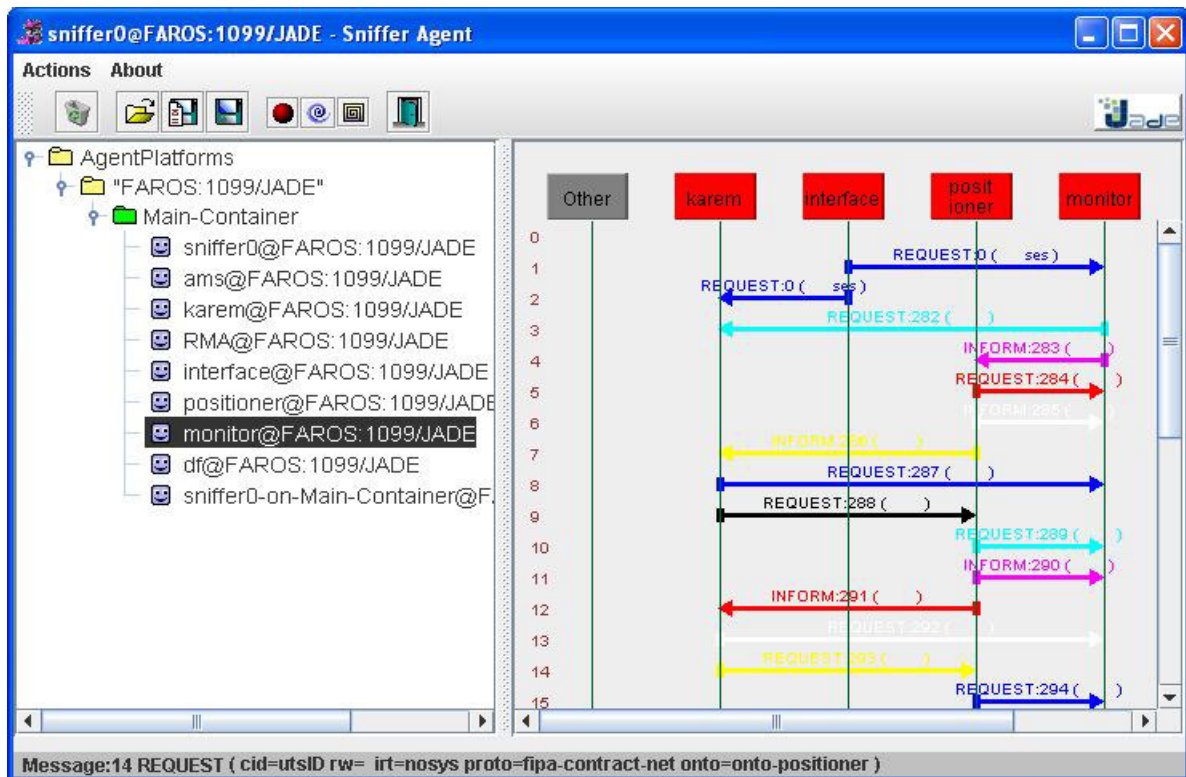 sniffer0@FAROS:1099/JADE - Sniffer Agent
Actions About
Jade
AgentPlatforms
"FAROS:1099/JADE"
Main-Container
sniffer0@FAROS:1099/JADE
ams@FAROS:1099/JADE
karem@FAROS:1099/JADE
RMA@FAROS:1099/JADE
interface@FAROS:1099/JADE
positioner@FAROS:1099/JADE
monitor@FAROS:1099/JADE
df@FAROS:1099/JADE
sniffer0-on-Main-Container@F
Other karem interface posit ioner monitor
0
REQUEST:0 ( ses )
1
REQUEST:0 ( ses )
2
REQUEST:282 ( )
3
INFORM:283 ( )
4
REQUEST:284 ( )
5
INFORM:285 ( )
6
INFORM:286 ( )
7
REQUEST:287 ( )
8
REQUEST:288 ( )
9
REQUEST:289 ( )
10
INFORM:290 ( )
11
INFORM:291 ( )
12
REQUEST:292 ( )
13
REQUEST:293 ( )
14
REQUEST:294 ( )
15
Message:14 REQUEST ( cid=utsID rw= irt=nosys proto=fipa-contract-net onto=onto-positioner )